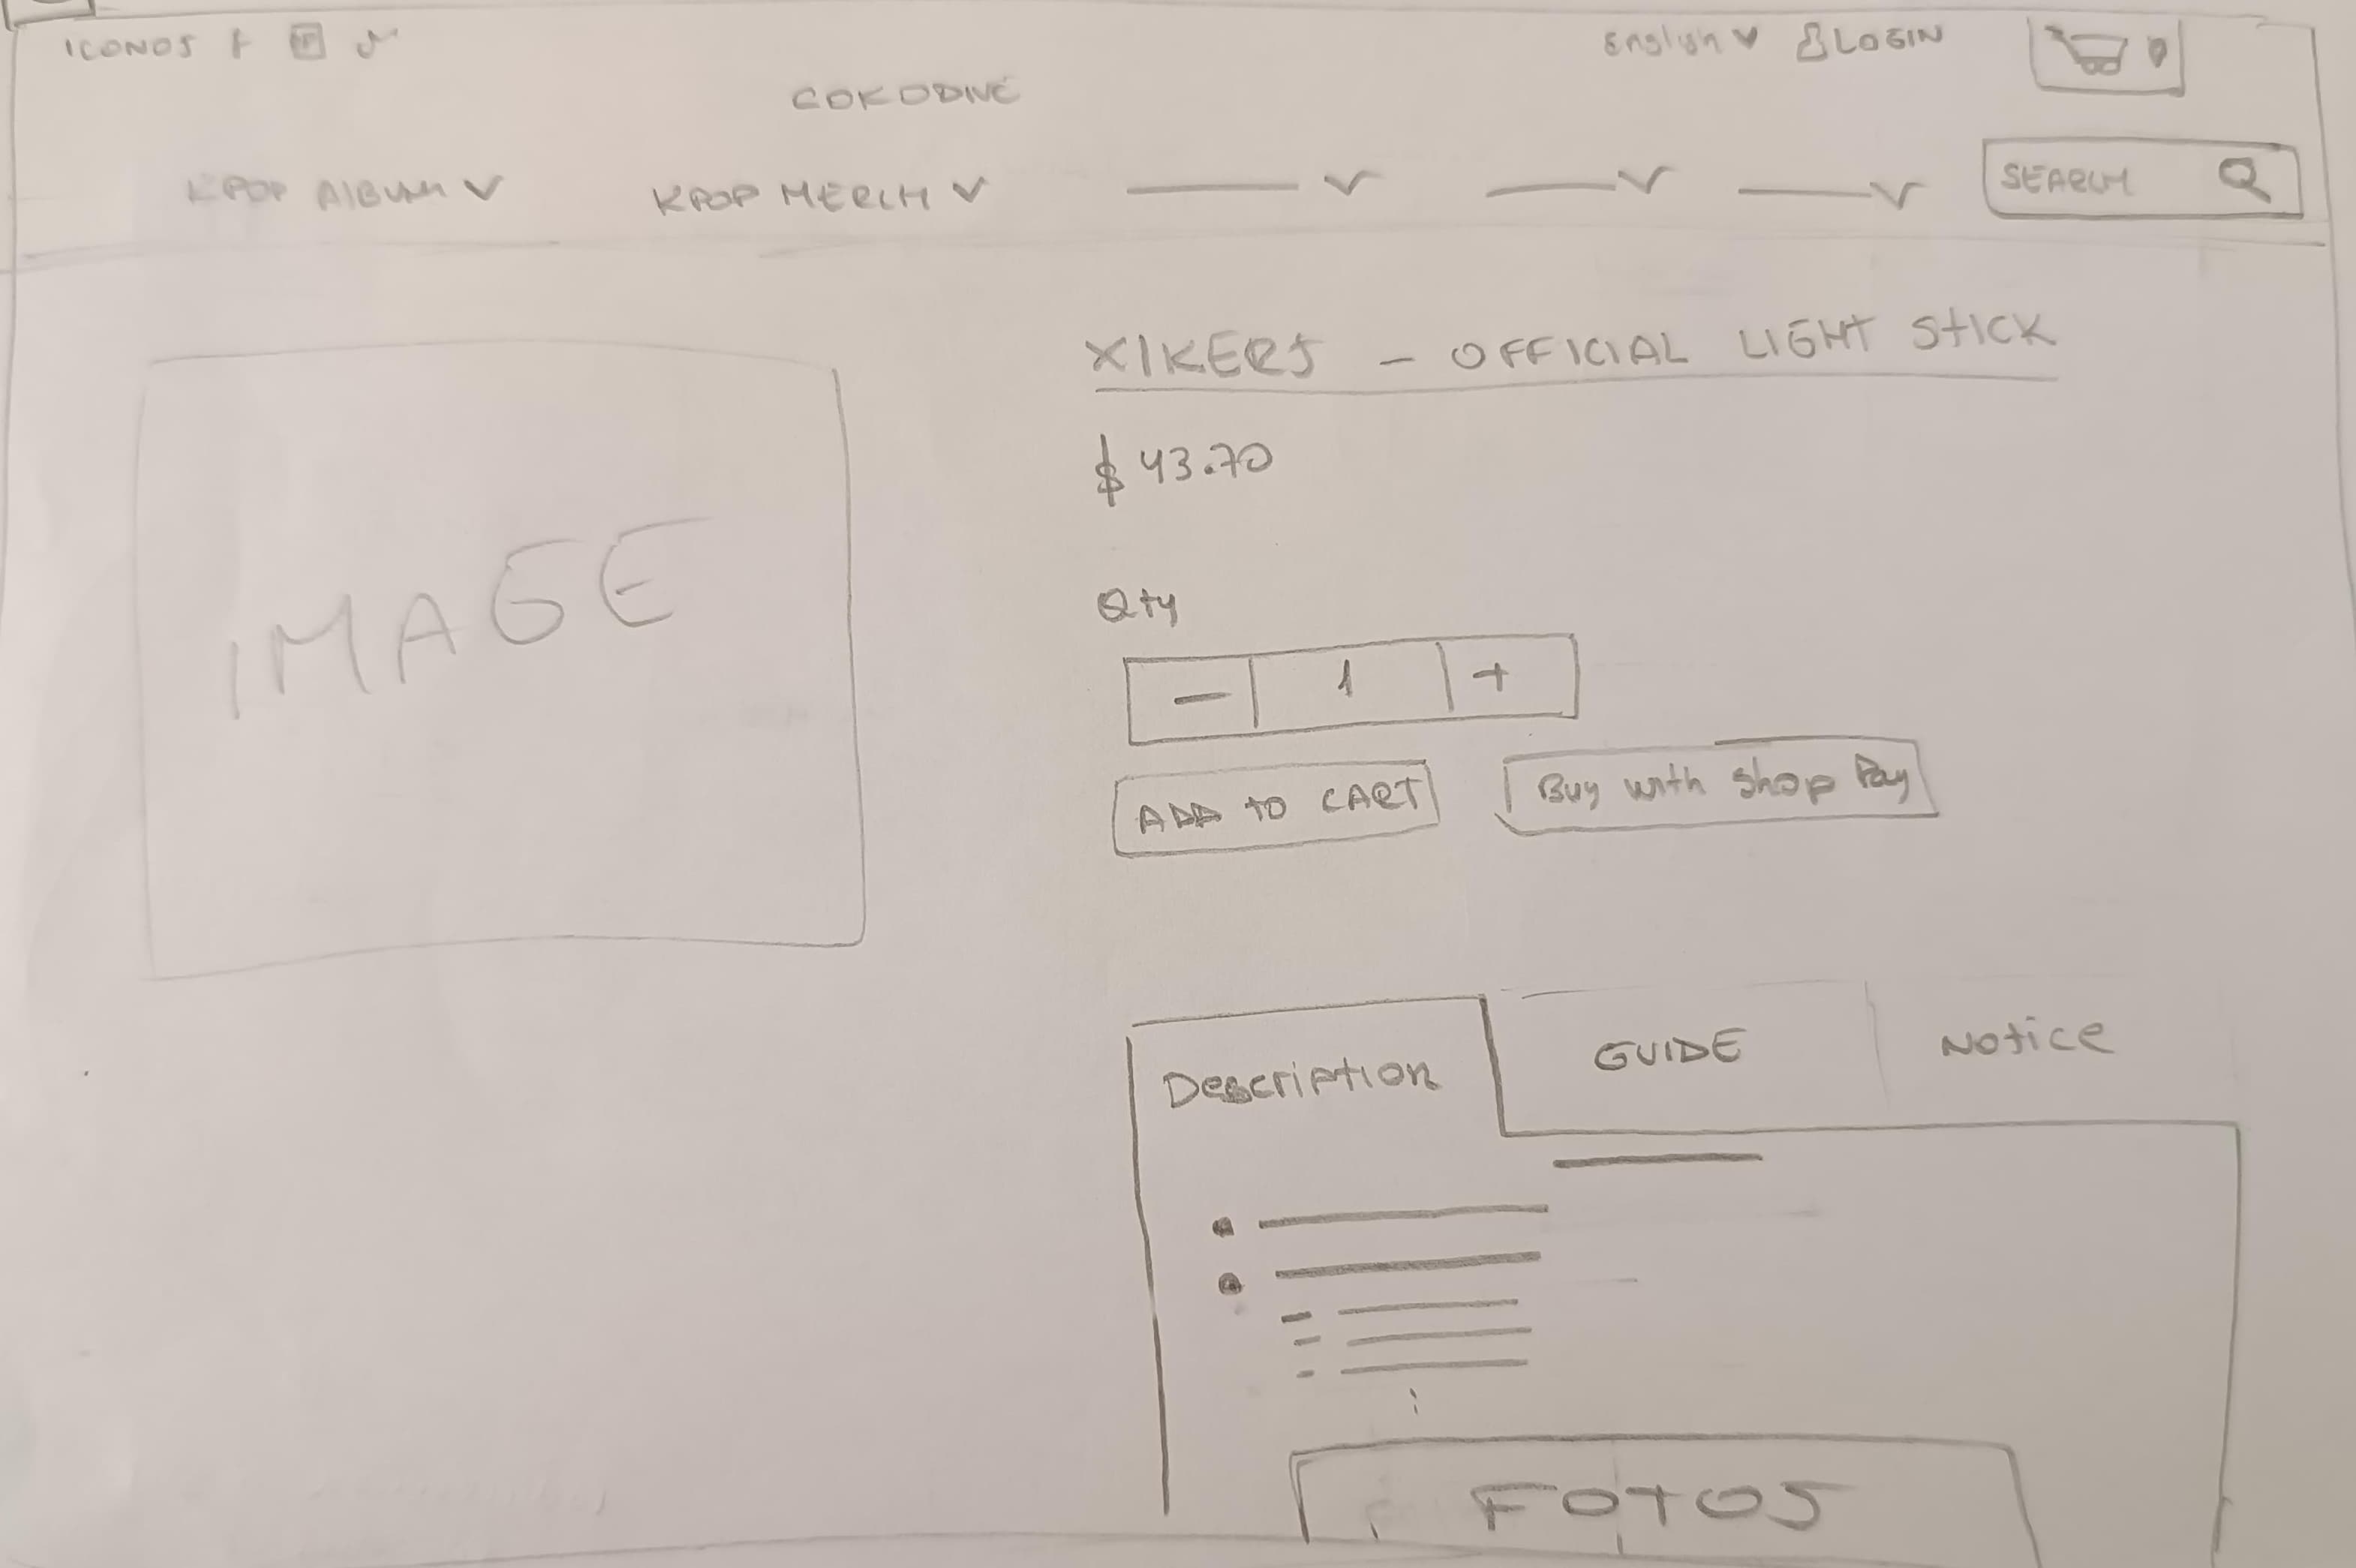 ICONOS f
English LOGIN 0
COKODIVE
KPOP AlBUM KPOP MERCH SEARCH
XIKERS - OFFICIAL LIGHT STICK
$ 43.70
IMAGE
Qty
- 1 +
ADD TO CART Buy with shop Pay
Description GUIDE Notice
FOTOS